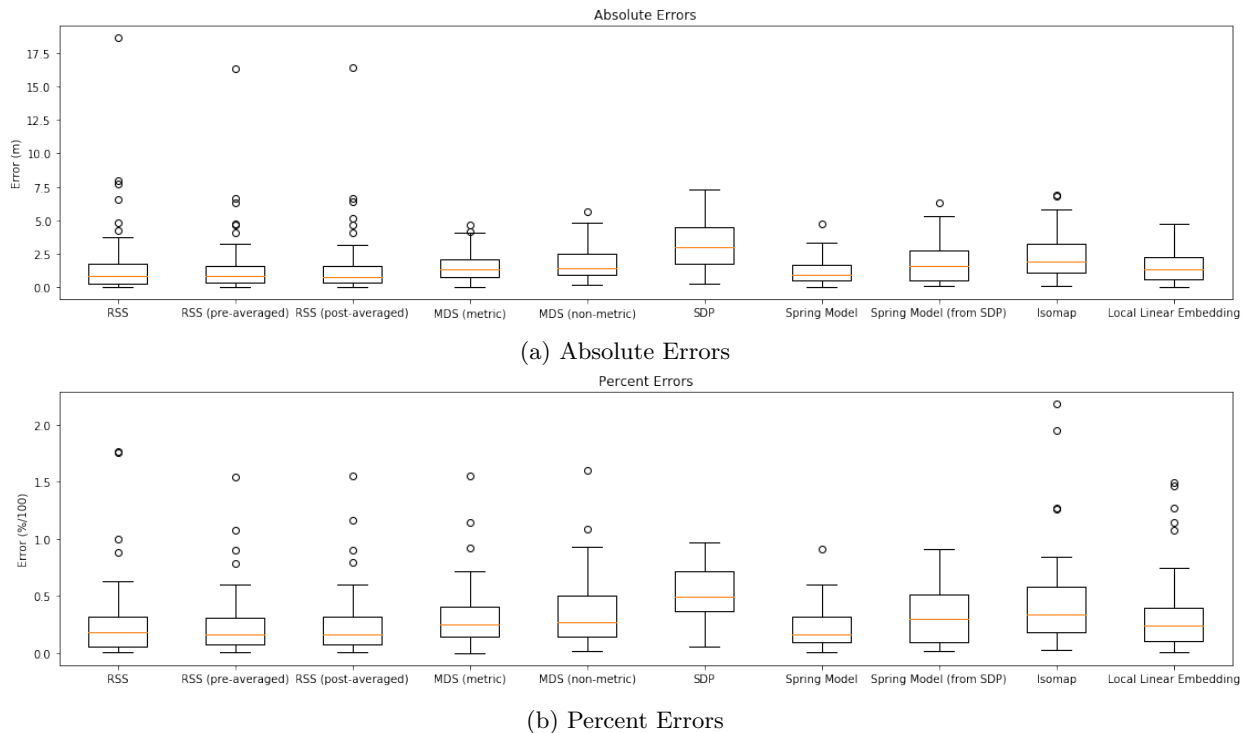 Absolute Errors
Error (m)
17.5
15.0
12.5
10.0
7.5
5.0
2.5
0.0
RSS RSS (pre-averaged) RSS (post-averaged) MDS (metric) MDS (non-metric) SDP Spring Model Spring Model (from SDP) Isomap Local Linear Embedding
(a) Absolute Errors
Percent Errors
Error (%/100)
2.0
1.5
1.0
0.5
0.0
RSS RSS (pre-averaged) RSS (post-averaged) MDS (metric) MDS (non-metric) SDP Spring Model Spring Model (from SDP) Isomap Local Linear Embedding
(b) Percent Errors